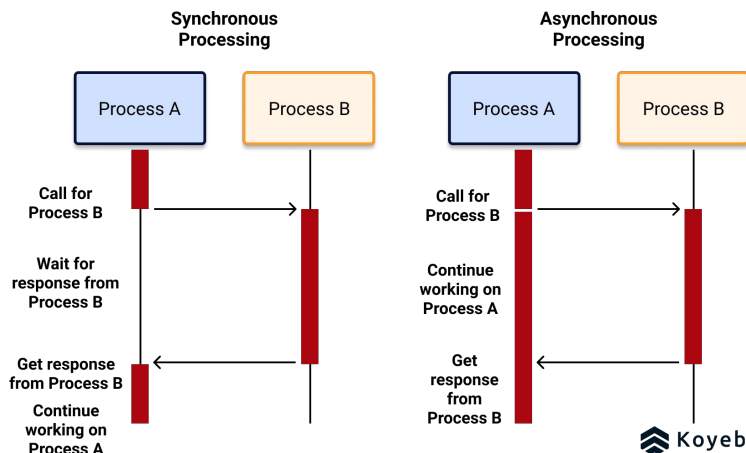 Synchronous
Processing
Process A
Process B
Call for
Process B
Wait for
response from
Process B
Get response
from Process B
Continue
working on
Process A
Asynchronous
Processing
Process A
Process B
Call for
Process B
Continue
working on
Process A
Get
response
from
Process B
Koyeb